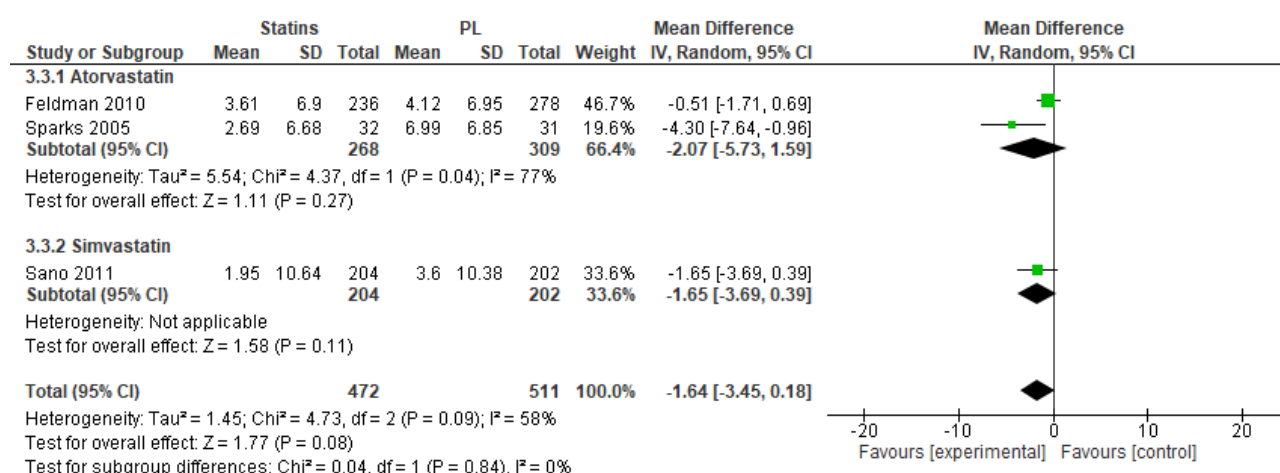 Statins PL Mean Difference Mean Difference
Study or Subgroup Mean SD Total Mean SD Total Weight IV, Random, 95% CI IV, Random, 95% CI
3.3.1 Atorvastatin
Feldman 2010 3.61 6.9 236 4.12 6.95 278 46.7% -0.51 [-1.71, 0.69]
Sparks 2005 2.69 6.68 32 6.99 6.85 31 19.6% -4.30 [-7.64, -0.96]
Subtotal (95% CI) 268 309 66.4% -2.07 [-5.73, 1.59]
Heterogeneity: Tau² = 5.54; Chi² = 4.37, df = 1 (P = 0.04); I² = 77%
Test for overall effect: Z = 1.11 (P = 0.27)
3.3.2 Simvastatin
Sano 2011 1.95 10.64 204 3.6 10.38 202 33.6% -1.65 [-3.69, 0.39]
Subtotal (95% CI) 204 202 33.6% -1.65 [-3.69, 0.39]
Heterogeneity: Not applicable
Test for overall effect: Z = 1.58 (P = 0.11)
Total (95% CI) 472 511 100.0% -1.64 [-3.45, 0.18]
Heterogeneity: Tau² = 1.45; Chi² = 4.73, df = 2 (P = 0.09); I² = 58%
Test for overall effect: Z = 1.77 (P = 0.08)
Test for subgroup differences: Chi² = 0.04, df = 1 (P = 0.84), I² = 0%
-20 -10 0 10 20
Favours [experimental] Favours [control]